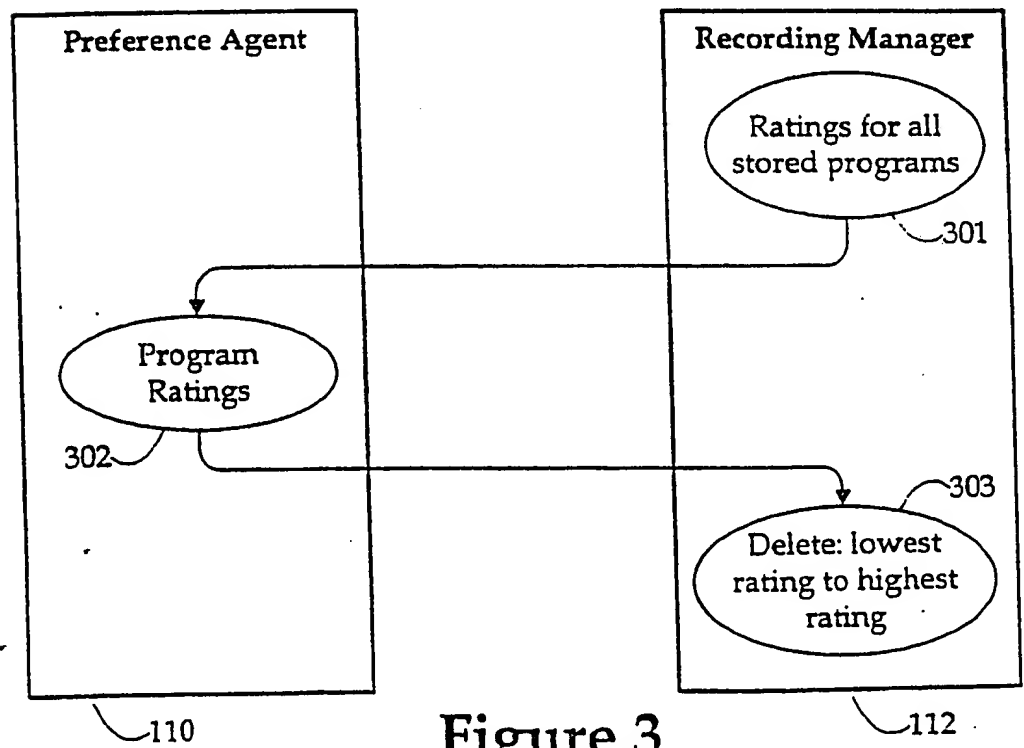 Preference Agent
Recording Manager
Ratings for all
stored programs
301
Program
Ratings
302
303
Delete: lowest
rating to highest
rating
110
112
Figure 3